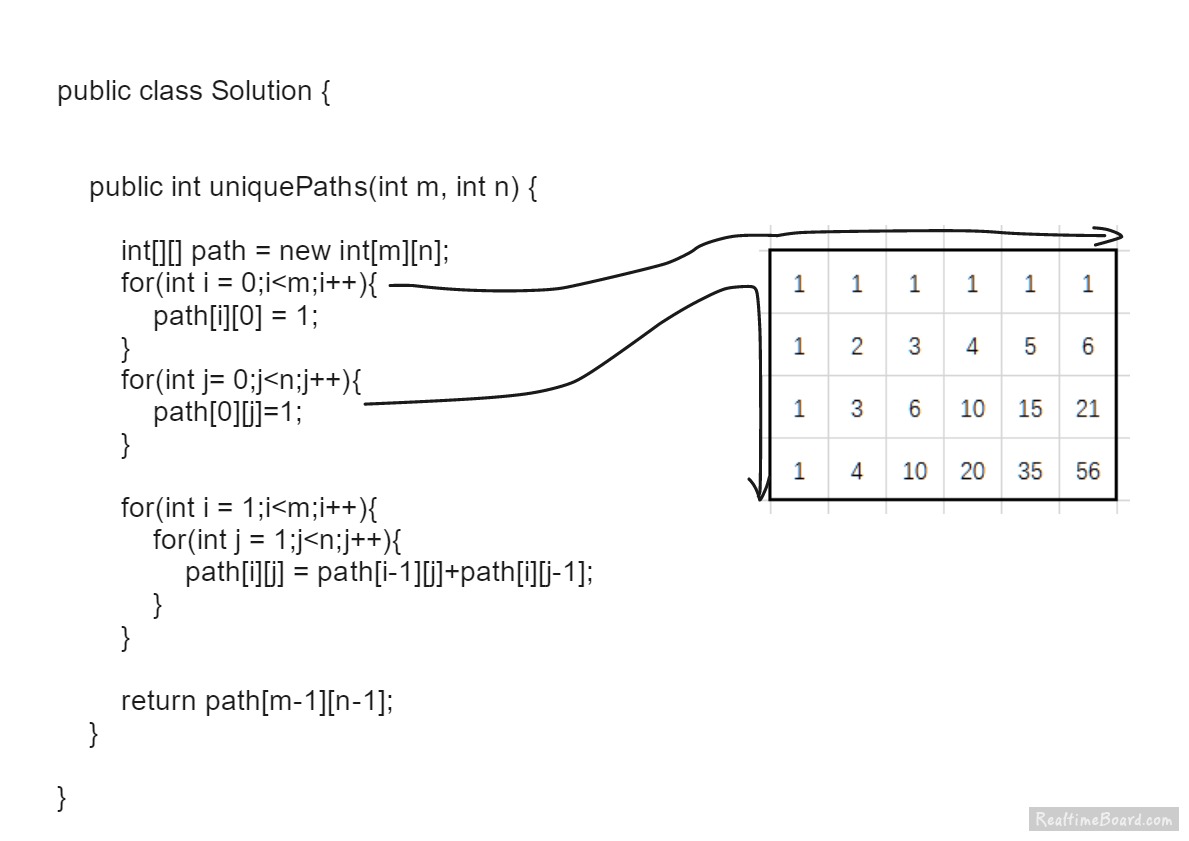 public class Solution {
public int uniquePaths(int m, int n) {
int[][] path = new int[m][n];
for(int i = 0;i<m;i++){
path[i][0] = 1;
}
for(int j= 0;j<n;j++){
path[0][j]=1;
}
for(int i = 1;i<m;i++){
for(int j = 1;j<n;j++){
path[i][j] = path[i-1][j]+path[i][j-1];
}
}
return path[m-1][n-1];
}
}
1 1 1 1 1 1
1 2 3 4 5 6
1 3 6 10 15 21
1 4 10 20 35 56
RealtimeBoard.com